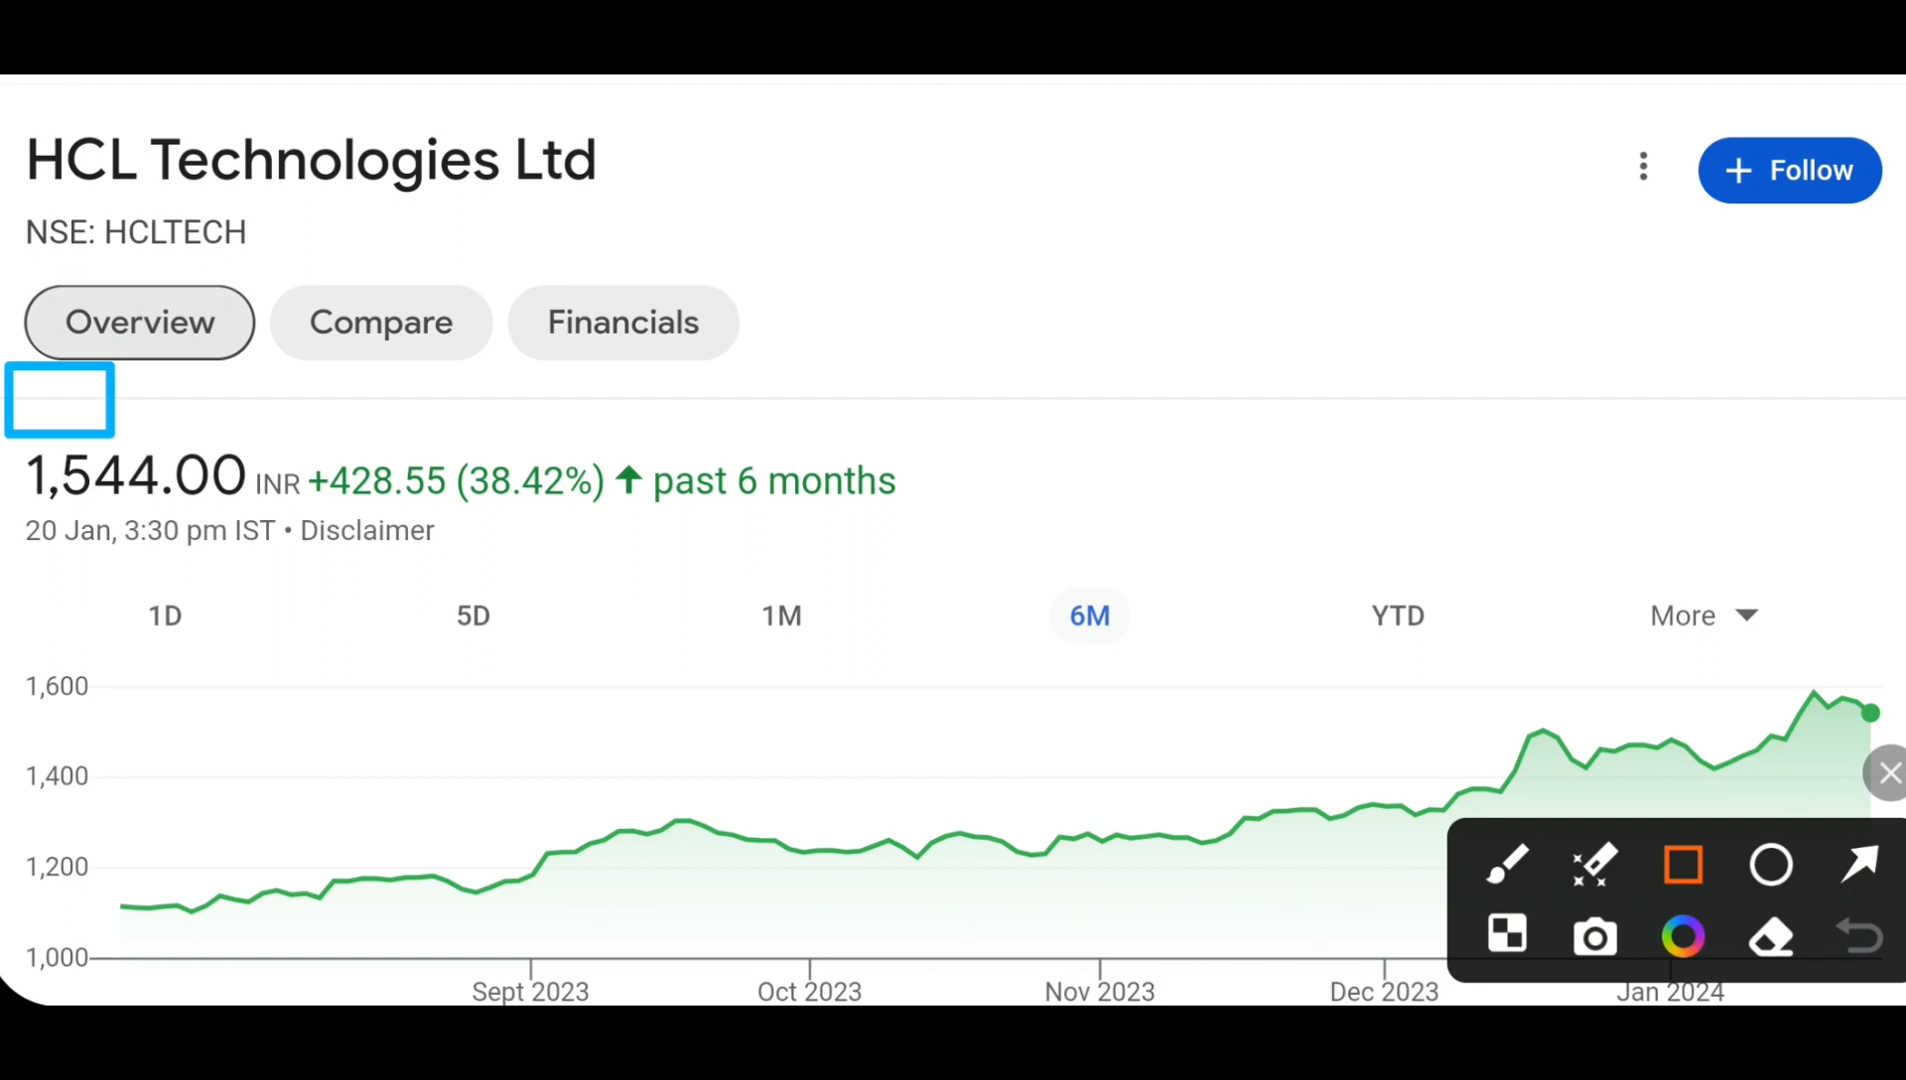 HCL Technologies Ltd
+ Follow
NSE: HCLTECH
Overview Compare Financials
1,544.00 INR +428.55 (38.42%) ↑ past 6 months
20 Jan, 3:30 pm IST • Disclaimer
1D 5D 1M 6M YTD More
1,600
1,400
1,200
1,000
Sept 2023 Oct 2023 Nov 2023 Dec 2023 Jan 2024